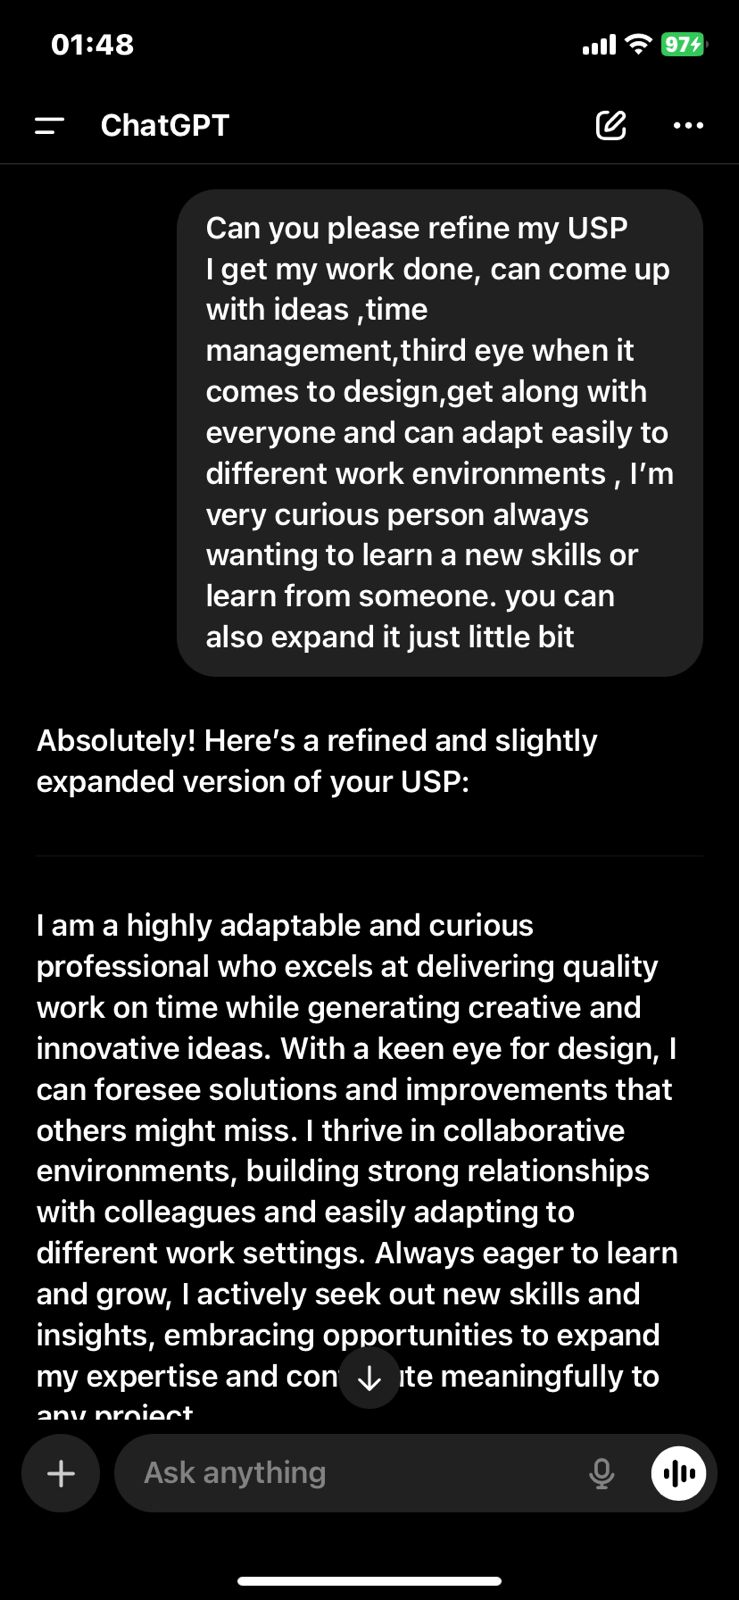 01:48
97
ChatGPT
Can you please refine my USP
I get my work done, can come up
with ideas ,time
management,third eye when it
comes to design,get along with
everyone and can adapt easily to
different work environments , I’m
very curious person always
wanting to learn a new skills or
learn from someone. you can
also expand it just little bit
Absolutely! Here’s a refined and slightly
expanded version of your USP:
I am a highly adaptable and curious
professional who excels at delivering quality
work on time while generating creative and
innovative ideas. With a keen eye for design, I
can foresee solutions and improvements that
others might miss. I thrive in collaborative
environments, building strong relationships
with colleagues and easily adapting to
different work settings. Always eager to learn
and grow, I actively seek out new skills and
insights, embracing opportunities to expand
my expertise and meaningfully to
any project
Ask anything